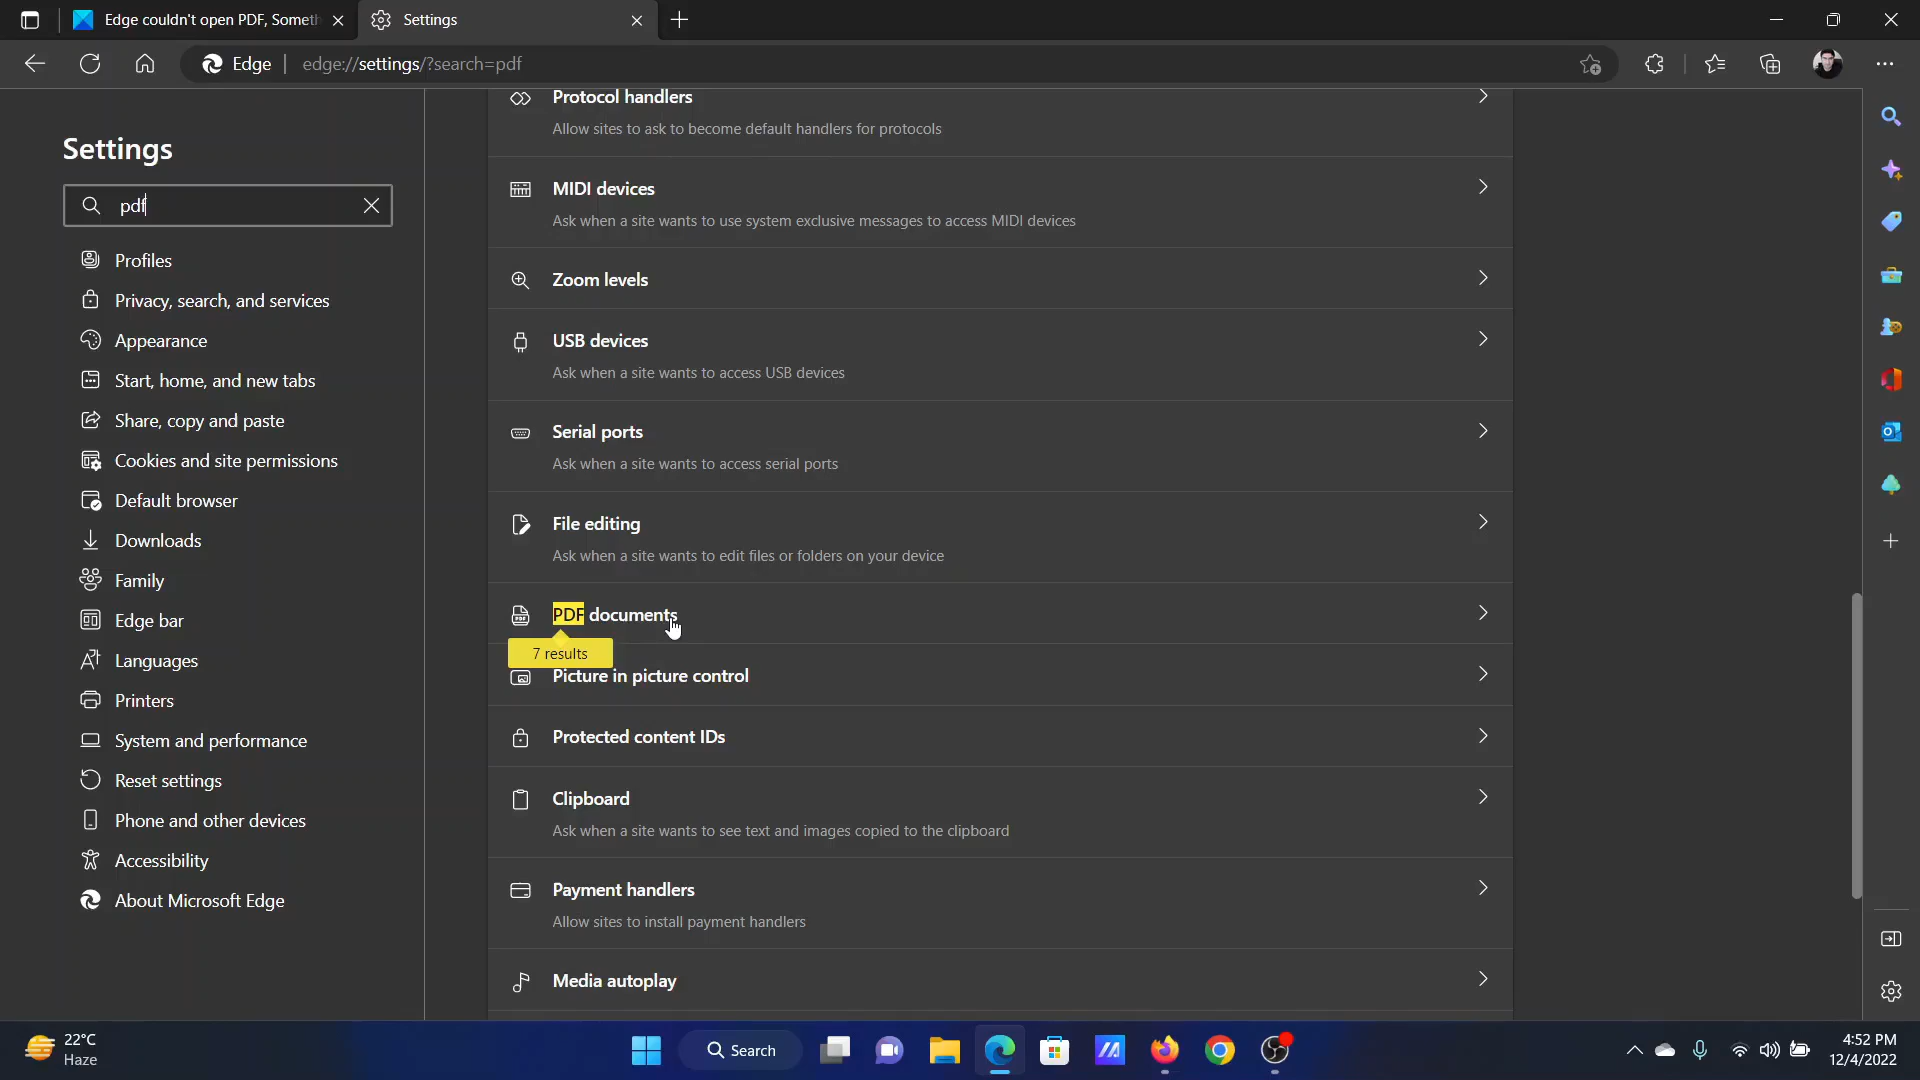 Edge couldn't open PDF, Someth
Settings
Edge
edge://settings/?search=pdf
Settings
pdf
Profiles
Privacy, search, and services
Appearance
Start, home, and new tabs
Share, copy and paste
Cookies and site permissions
Default browser
Downloads
Family
Edge bar
Languages
Printers
System and performance
Reset settings
Phone and other devices
Accessibility
About Microsoft Edge
Protocol handlers
Allow sites to ask to become default handlers for protocols
MIDI devices
Ask when a site wants to use system exclusive messages to access MIDI devices
Zoom levels
USB devices
Ask when a site wants to access USB devices
Serial ports
Ask when a site wants to access serial ports
File editing
Ask when a site wants to edit files or folders on your device
PDF documents
7 results
Picture in picture control
Protected content IDs
Clipboard
Ask when a site wants to see text and images copied to the clipboard
Payment handlers
Allow sites to install payment handlers
Media autoplay
22°C
Haze
Search
4:52 PM
12/4/2022